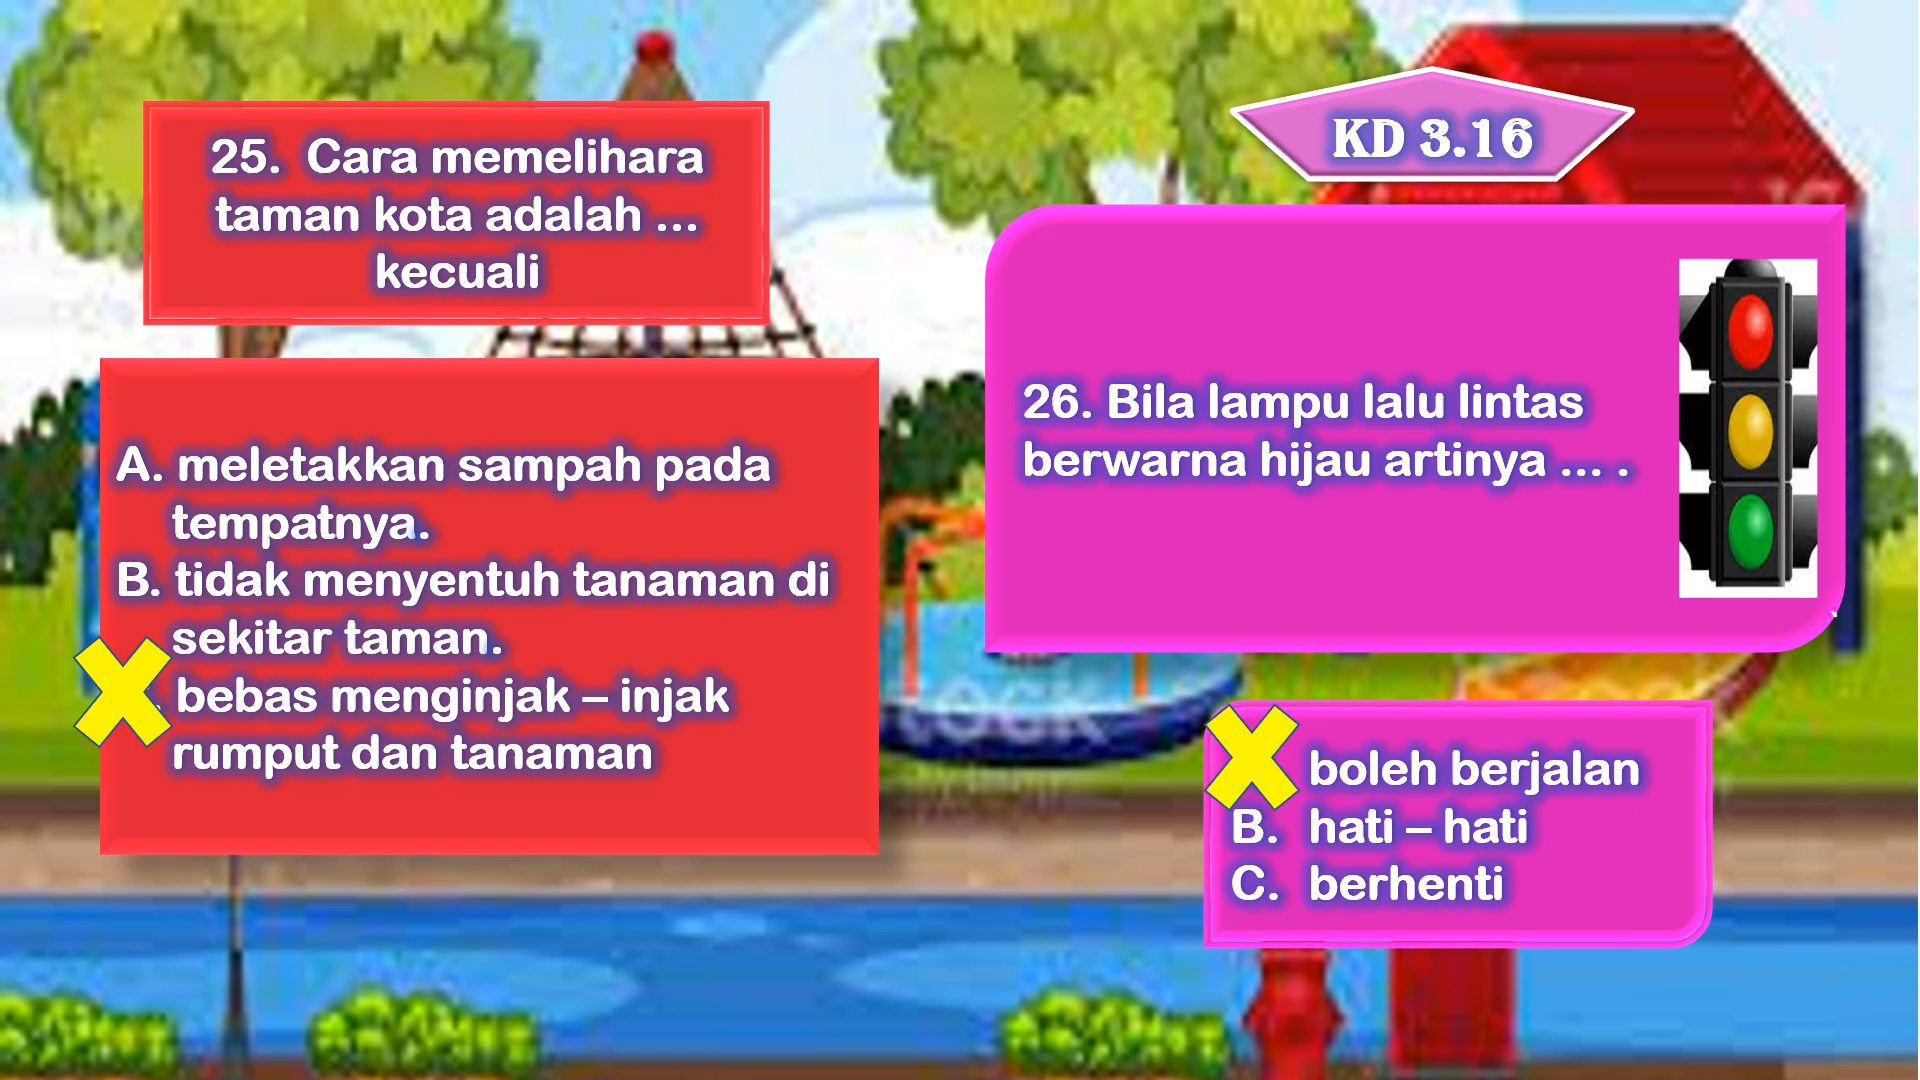 25. Cara memelihara
taman kota adalah ...
kecuali
A. meletakkan sampah pada
tempatnya.
B. tidak menyentuh tanaman di
sekitar taman.
bebas menginjak – injak
rumput dan tanaman
KD 3.16
26. Bila lampu lalu lintas
berwarna hijau artinya ... .
boleh berjalan
B. hati – hati
C. berhenti